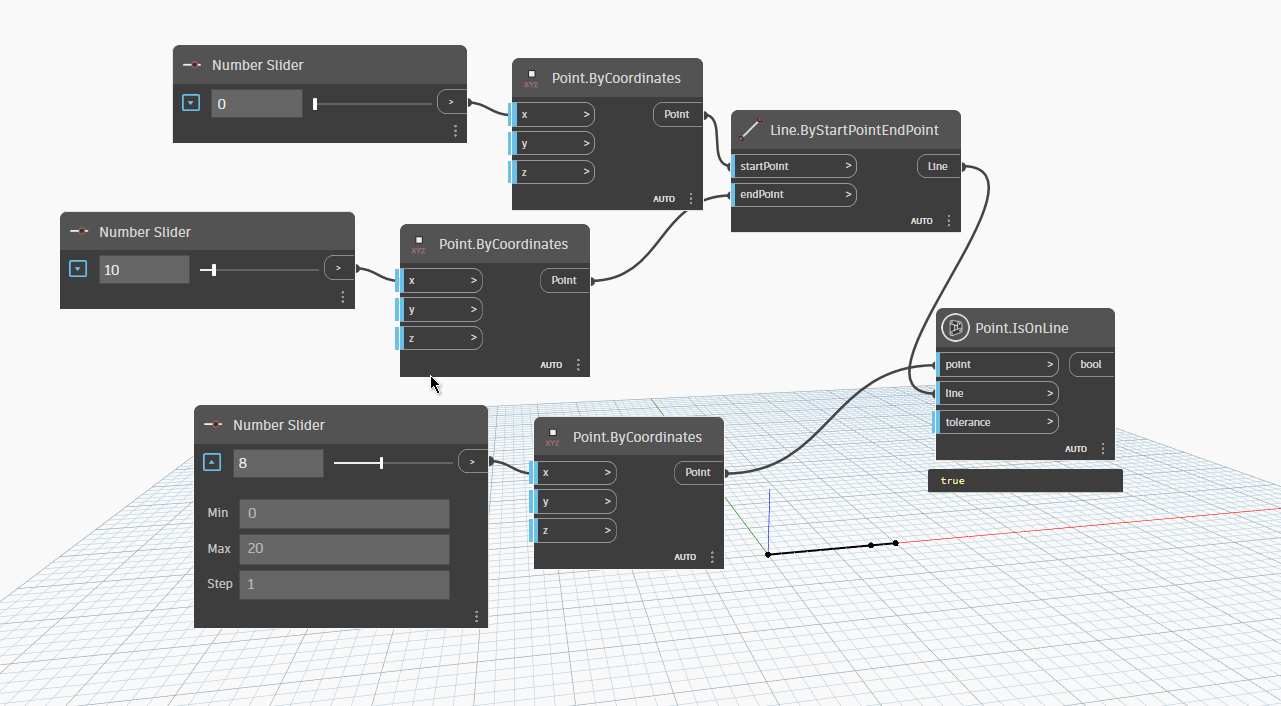 Number Slider
0
>
Point.ByCoordinates
XYZ
x >
y >
z >
Point
AUTO
Line.ByStartPointEndPoint
startPoint >
endPoint >
Line
AUTO
Number Slider
10
>
Point.ByCoordinates
XYZ
x >
y >
z >
Point
AUTO
Point.IsOnLine
point >
line >
tolerance >
bool
AUTO
true
Number Slider
8
>
Min 0
Max 20
Step 1
Point.ByCoordinates
XYZ
x >
y >
z >
Point
AUTO